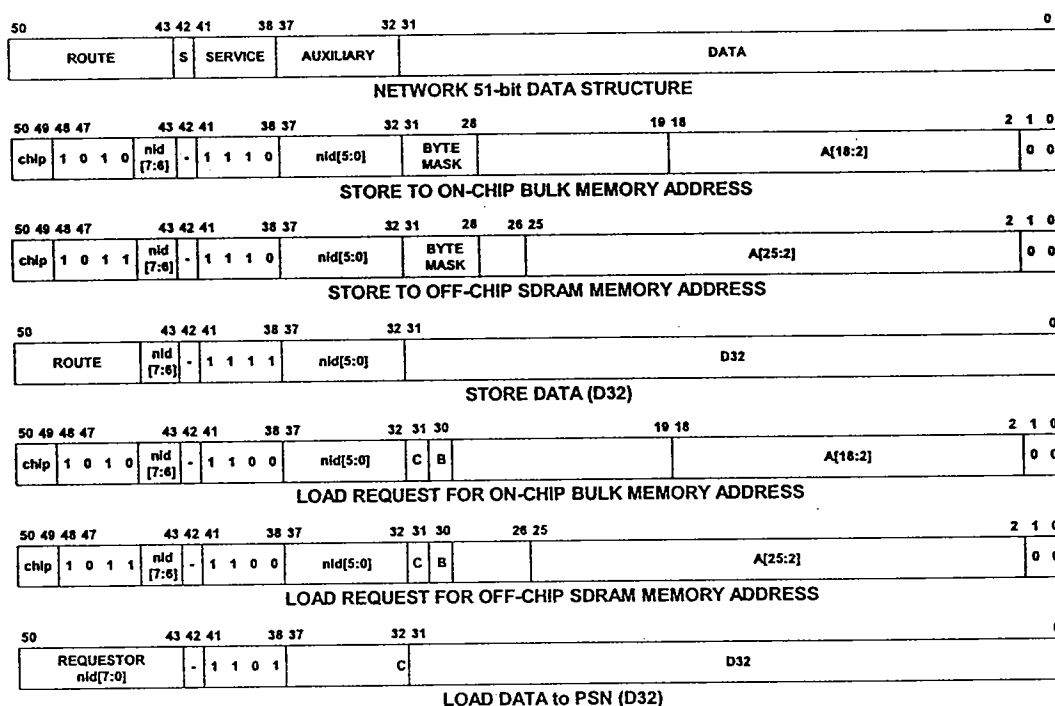 50 43 42 41 38 37 32 31 0
ROUTE S SERVICE AUXILIARY DATA
NETWORK 51-bit DATA STRUCTURE
50 49 48 47 43 42 41 38 37 32 31 28 19 18 2 1 0
chip 1 0 1 0 nid [7:6] - 1 1 1 0 nid[5:0] BYTE MASK A[18:2] 0 0
STORE TO ON-CHIP BULK MEMORY ADDRESS
50 49 48 47 43 42 41 38 37 32 31 28 26 25 2 1 0
chip 1 0 1 1 nid [7:6] - 1 1 1 0 nid[5:0] BYTE MASK A[25:2] 0 0
STORE TO OFF-CHIP SDRAM MEMORY ADDRESS
50 43 42 41 38 37 32 31 0
ROUTE nid [7:6] - 1 1 1 1 nid[5:0] D32
STORE DATA (D32)
50 49 48 47 43 42 41 38 37 32 31 30 19 18 2 1 0
chip 1 0 1 0 nid [7:6] - 1 1 0 0 nid[5:0] C B A[18:2] 0 0
LOAD REQUEST FOR ON-CHIP BULK MEMORY ADDRESS
50 49 48 47 43 42 41 38 37 32 31 30 26 25 2 1 0
chip 1 0 1 1 nid [7:6] - 1 1 0 0 nid[5:0] C B A[25:2] 0 0
LOAD REQUEST FOR OFF-CHIP SDRAM MEMORY ADDRESS
50 43 42 41 38 37 32 31 0
REQUESTOR nid[7:0] - 1 1 0 1 C D32
LOAD DATA to PSN (D32)